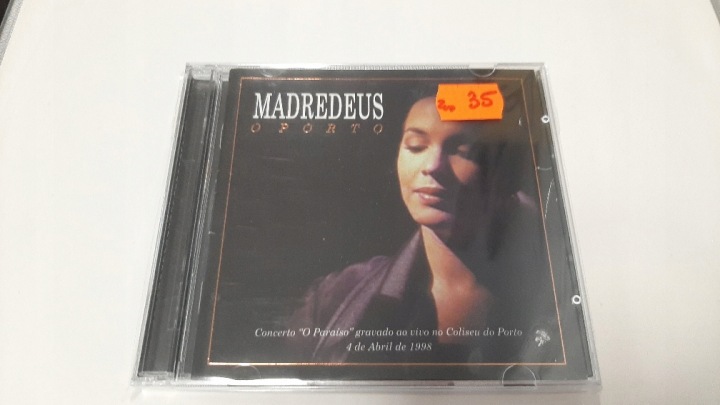 MADREDEUS
O PORTO
35
Concerto "O Paraíso" gravado ao vivo no Coliseu do Porto
4 de Abril de 1998